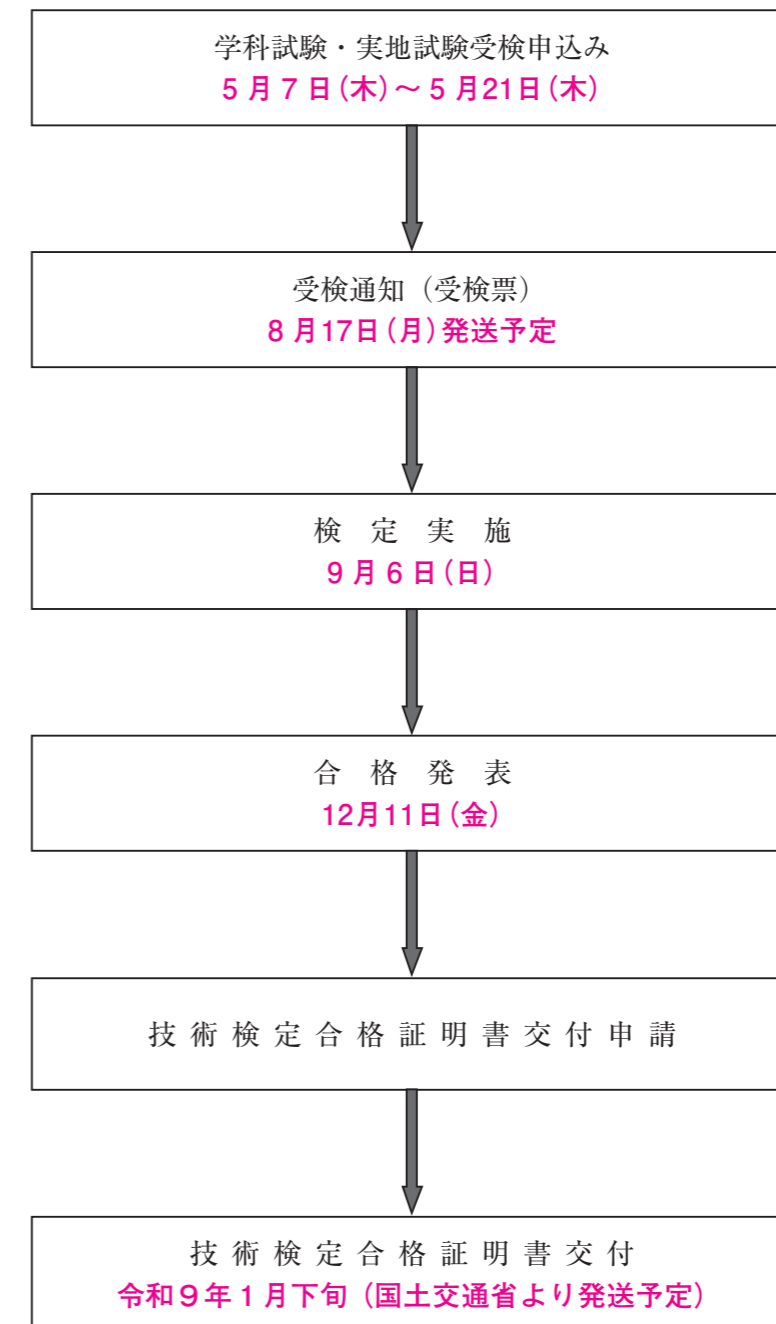 学科試験・実地試験受検申込み
5月7日(木)～5月21日(木)
受検通知（受検票）
8月17日(月)発送予定
検定実施
9月6日(日)
合格発表
12月11日(金)
技術検定合格証明書交付申請
技術検定合格証明書交付
令和9年1月下旬（国土交通省より発送予定）